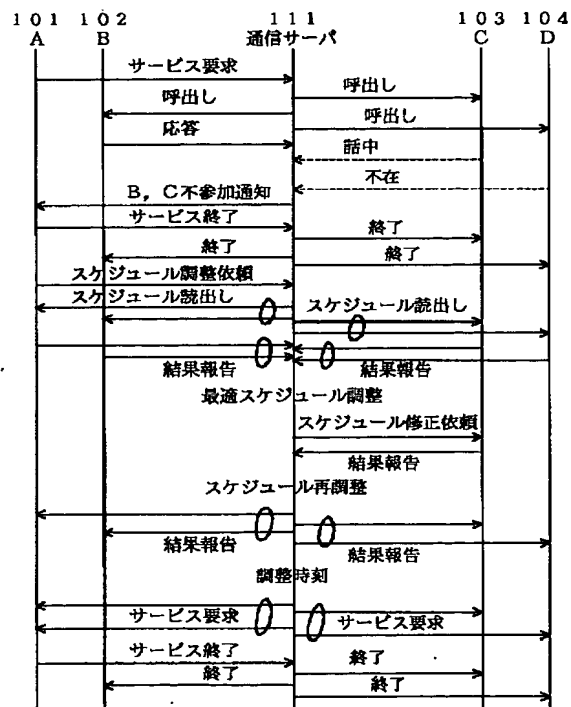 101 102 111 103 104
A B 通信サーバ C D
サービス要求
呼出し
呼出し
応答
呼出し
話中
不在
B，C不参加通知
サービス終了
終了
終了
終了
スケジュール調整依頼
スケジュール読出し
スケジュール読出し
結果報告 結果報告
最適スケジュール調整
スケジュール修正依頼
結果報告
スケジュール再調整
結果報告 結果報告
調整時刻
サービス要求 サービス要求
サービス終了
終了
終了
終了